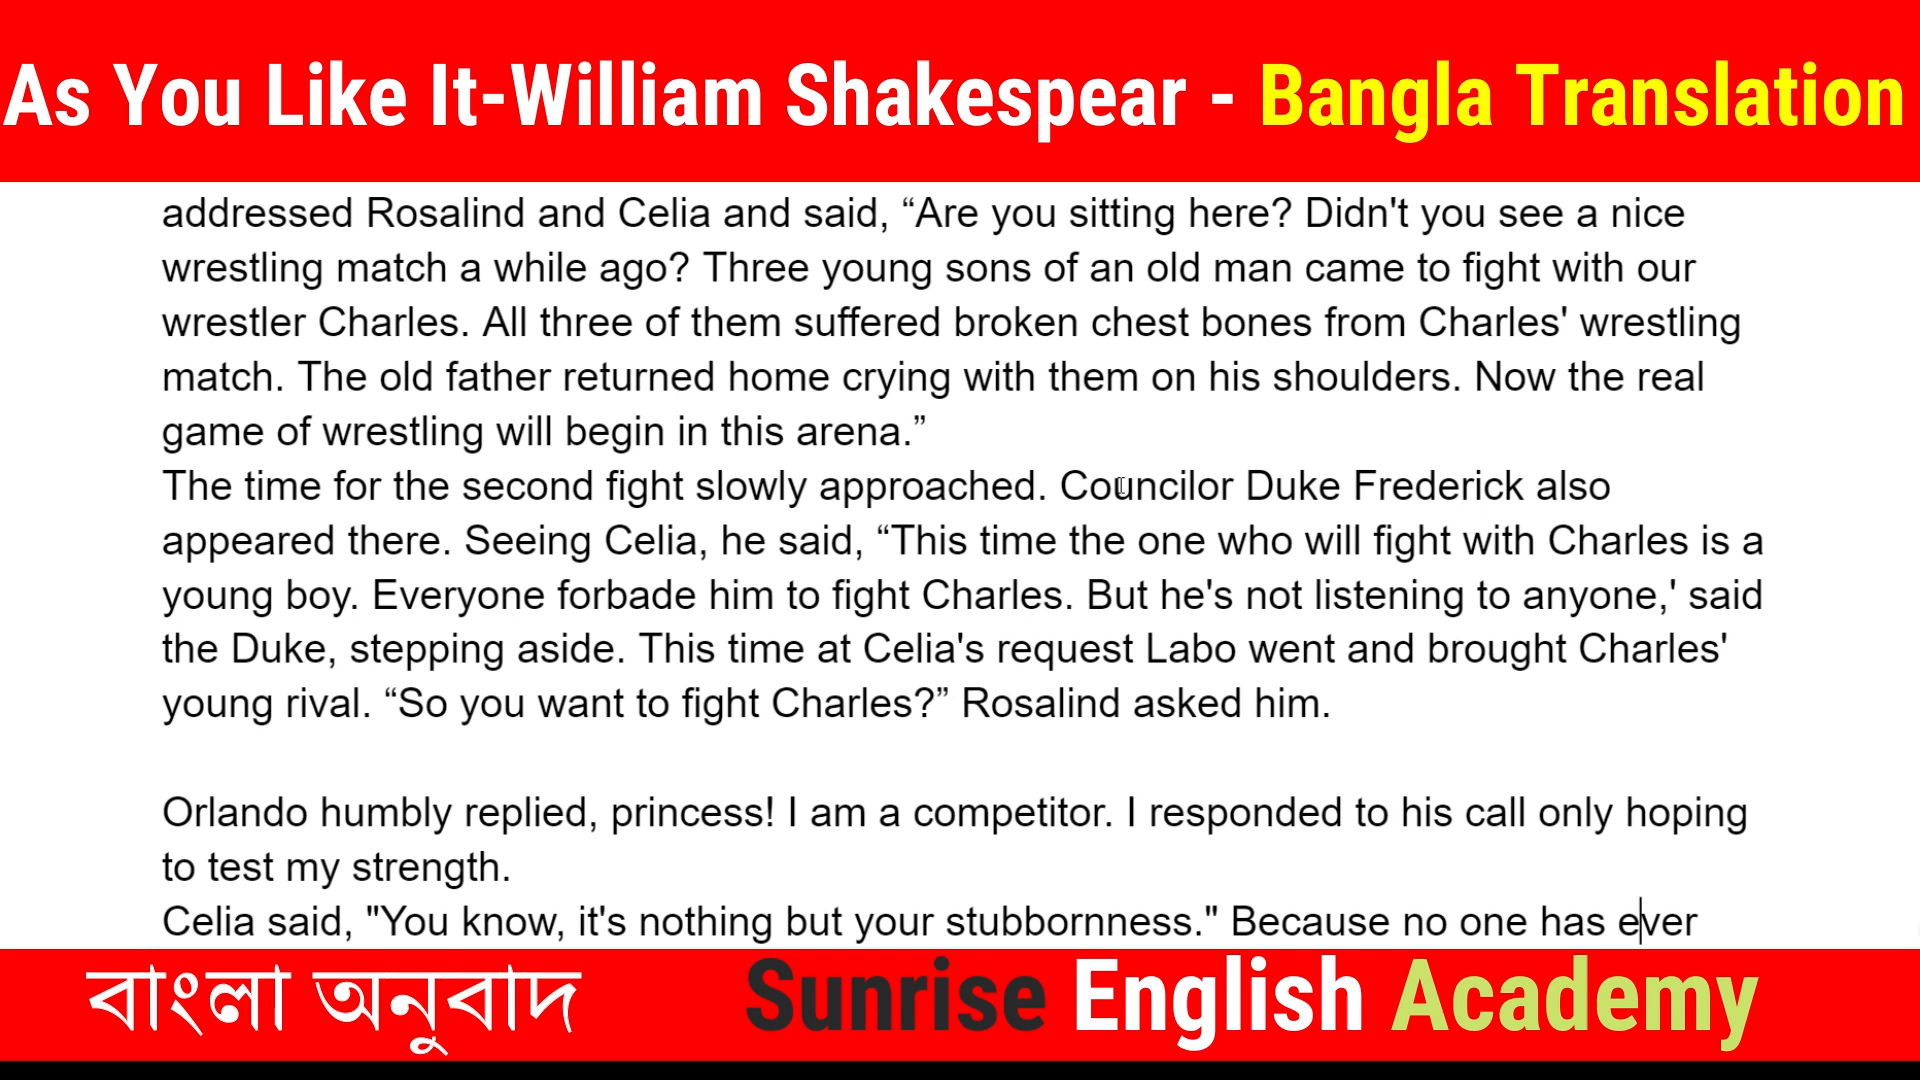 As You Like It-William Shakespear - Bangla Translation
addressed Rosalind and Celia and said, “Are you sitting here? Didn't you see a nice
wrestling match a while ago? Three young sons of an old man came to fight with our
wrestler Charles. All three of them suffered broken chest bones from Charles' wrestling
match. The old father returned home crying with them on his shoulders. Now the real
game of wrestling will begin in this arena.”
The time for the second fight slowly approached. Councilor Duke Frederick also
appeared there. Seeing Celia, he said, “This time the one who will fight with Charles is a
young boy. Everyone forbade him to fight Charles. But he's not listening to anyone,' said
the Duke, stepping aside. This time at Celia's request Labo went and brought Charles'
young rival. “So you want to fight Charles?” Rosalind asked him.
Orlando humbly replied, princess! I am a competitor. I responded to his call only hoping
to test my strength.
Celia said, "You know, it's nothing but your stubbornness." Because no one has ever
বাংলা অনুবাদ Sunrise English Academy